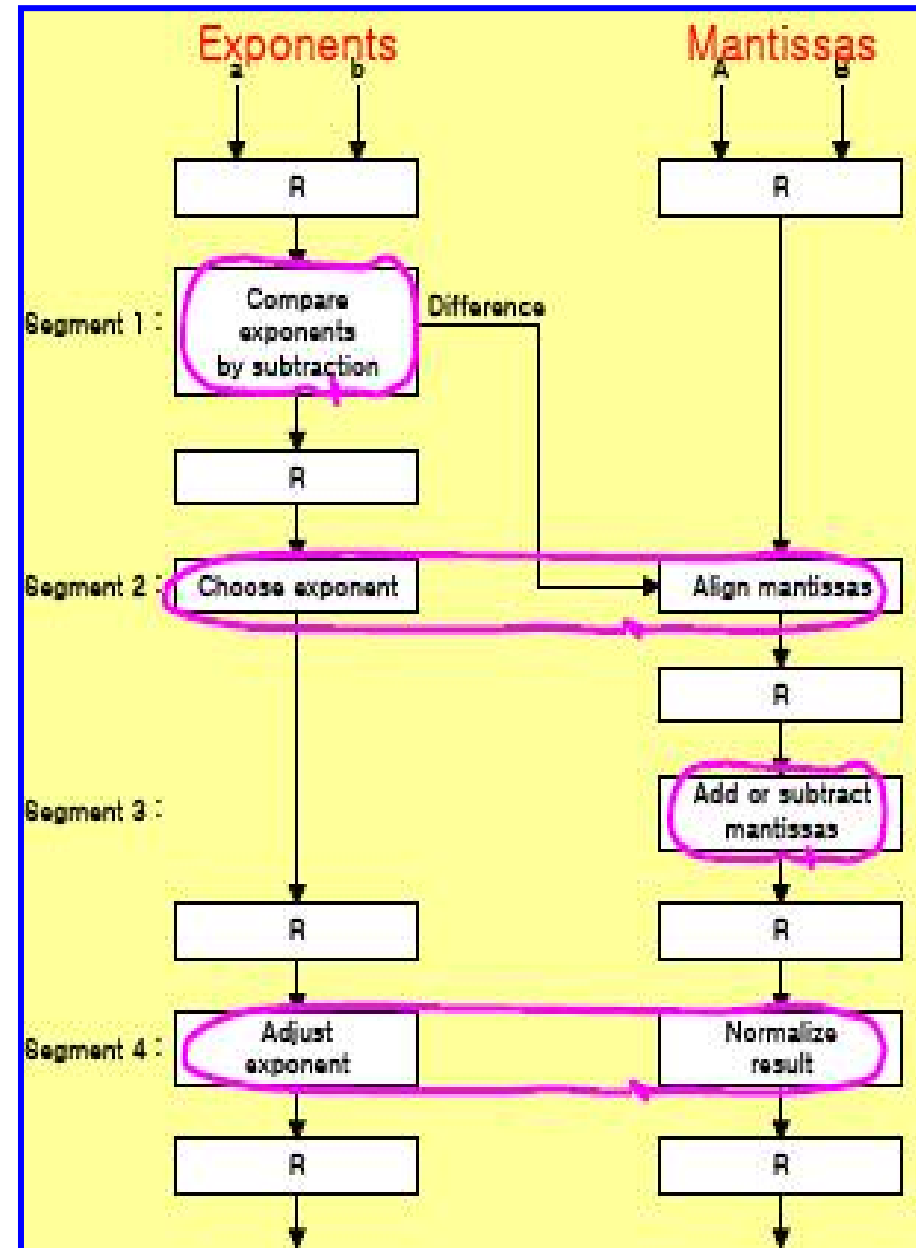 Exponents Mantissas
a b A B
R R
Segment 1 :
Compare
exponents
by subtraction
Difference
R
Segment 2 :
Choose exponent
Align mantissas
R
Segment 3 :
Add or subtract
mantissas
R R
Segment 4 :
Adjust
exponent
Normalize
result
R R